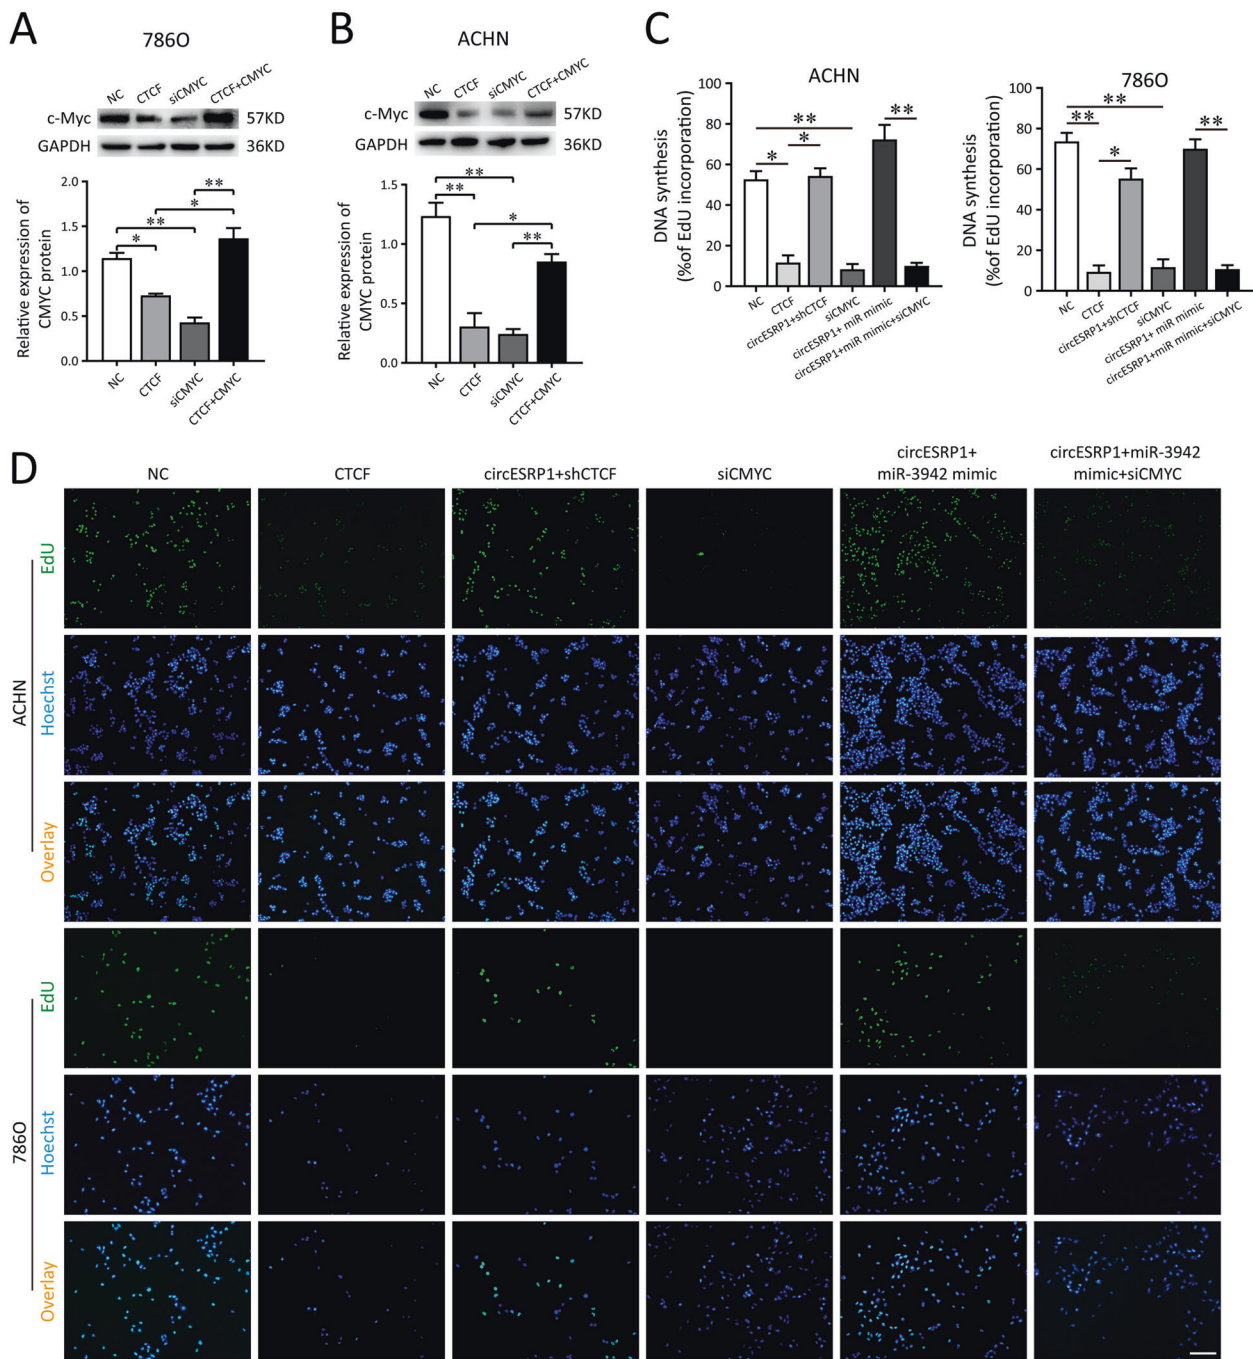 A
786O
NC CTCF siCMYC CTCF+CMYC
c-Myc 57KD
GAPDH 36KD
Relative expression of
CMYC protein
2.0
1.5
1.0
0.5
0.0
** * ** *
NC CTCF siCMYC CTCF+CMYC
B
ACHN
NC CTCF siCMYC CTCF+CMYC
c-Myc 57KD
GAPDH 36KD
Relative expression of
CMYC protein
1.5
1.0
0.5
0.0
** ** * **
NC CTCF siCMYC CTCF+CMYC
C
ACHN
DNA synthesis
(%of EdU incorporation)
100
80
60
40
20
0
** ** * *
NC
CTCF
circESRP1+shCTCF
siCMYC
circESRP1+ miR mimic
circESRP1+miR mimic+siCMYC
786O
DNA synthesis
(%of EdU incorporation)
100
80
60
40
20
0
** ** ** *
NC
CTCF
circESRP1+shCTCF
siCMYC
circESRP1+ miR mimic
circESRP1+miR mimic+siCMYC
D
NC
CTCF
circESRP1+shCTCF
siCMYC
circESRP1+
miR-3942 mimic
circESRP1+miR-3942
mimic+siCMYC
ACHN
EdU
Hoechst
Overlay
786O
EdU
Hoechst
Overlay